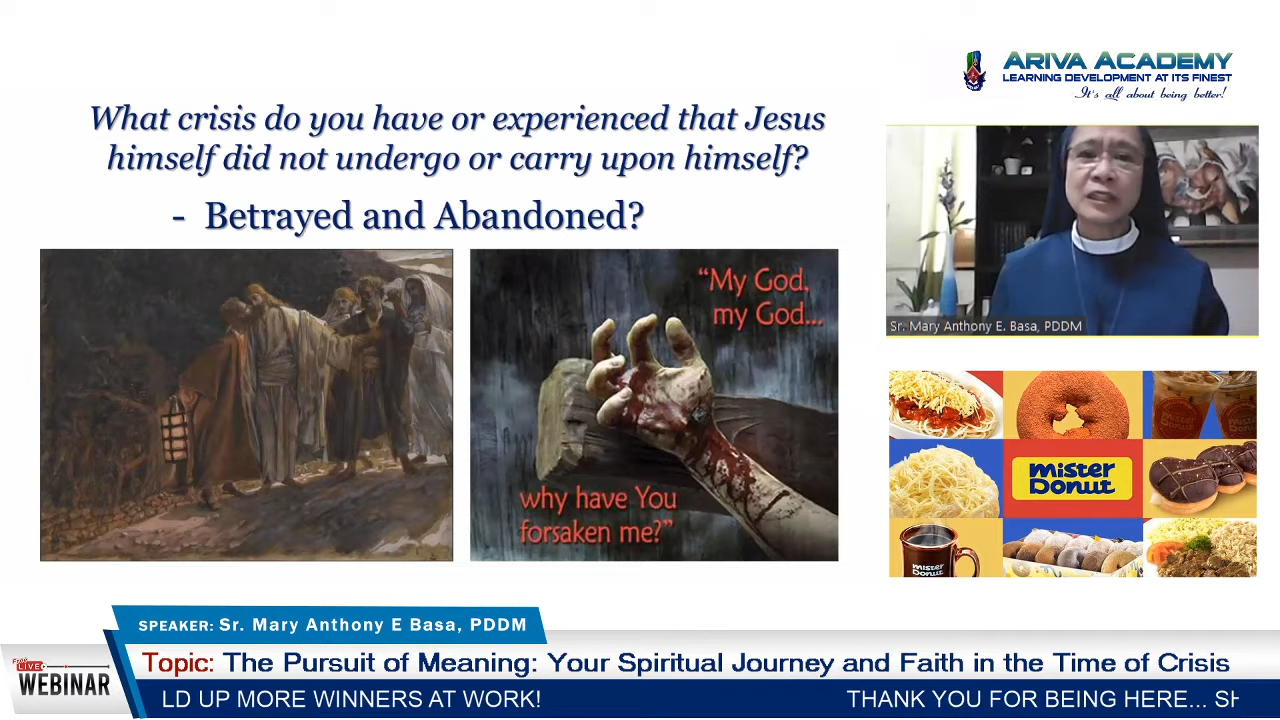 ARIVA ACADEMY
LEARNING DEVELOPMENT AT ITS FINEST
It's all about being better!
What crisis do you have or experienced that Jesus
himself did not undergo or carry upon himself?
- Betrayed and Abandoned?
"My God,
my God...
why have You
forsaken me?"
Sr. Mary Anthony E. Basa, PDDM
mister
Donut
mister
Donut
SPEAKER: Sr. Mary Anthony E Basa, PDDM
Topic: The Pursuit of Meaning: Your Spiritual Journey and Faith in the Time of Crisis
Free
LIVE
WEBINAR
LD UP MORE WINNERS AT WORK! THANK YOU FOR BEING HERE... SH